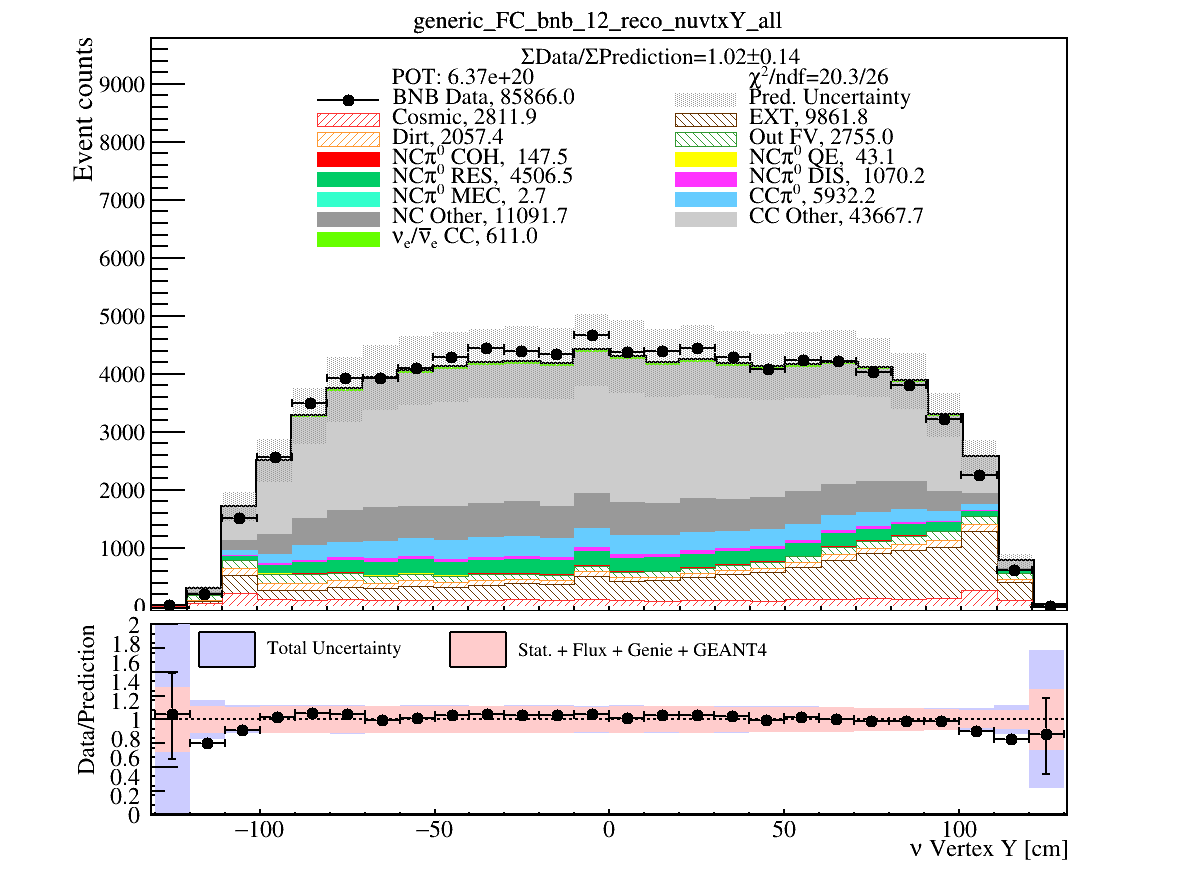 generic_FC_bnb_12_reco_nuvtxY_all
ΣData/ΣPrediction=1.02±0.14
POT: 6.37e+20
χ²/ndf=20.3/26
BNB Data, 85866.0
Pred. Uncertainty
Cosmic, 2811.9
EXT, 9861.8
Dirt, 2057.4
Out FV, 2755.0
NCπ⁰ COH, 147.5
NCπ⁰ QE, 43.1
NCπ⁰ RES, 4506.5
NCπ⁰ DIS, 1070.2
NCπ⁰ MEC, 2.7
CCπ⁰, 5932.2
NC Other, 11091.7
CC Other, 43667.7
νₑ/ν̅ₑ CC, 611.0
Event counts
9000
8000
7000
6000
5000
4000
3000
2000
1000
0
Total Uncertainty
Stat. + Flux + Genie + GEANT4
Data/Prediction
2
1.8
1.6
1.4
1.2
1
0.8
0.6
0.4
0.2
0
−100
−50
0
50
100
ν Vertex Y [cm]